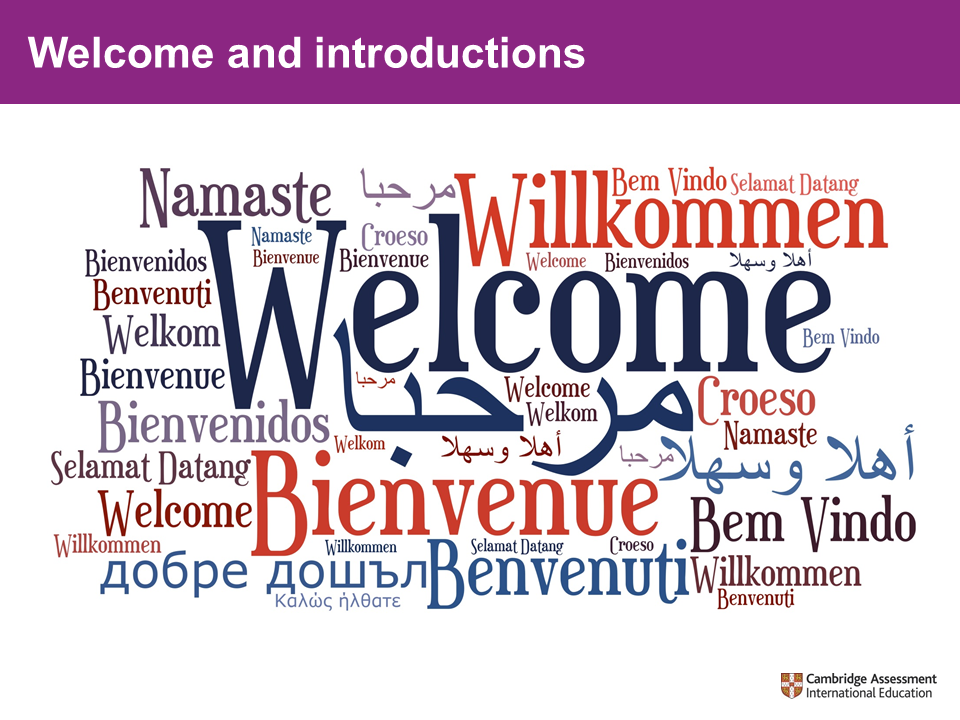 Welcome and introductions
Namaste
مرحبا
Willkommen
Bem Vindo
Selamat Datang
Namaste
Croeso
Bienvenidos
Bienvenue
Bienvenue
Welcome
Bienvenidos
أهلا وسهلا
Welcome
Benvenuti
Welkom
Bem Vindo
Bienvenue
مرحبا
مرحبا
Welcome
Croeso
Bienvenidos
Welkom
Namaste
Welkom
أهلا وسهلا
مرحبا
أهلا وسهلا
Selamat Datang
Bienvenue
Welcome
Bem Vindo
Willkommen
Willkommen
Selamat Datang
Croeso
добре дошъл
Benvenuti
Willkommen
Καλώς ήλθατε
Benvenuti
Cambridge Assessment
International Education